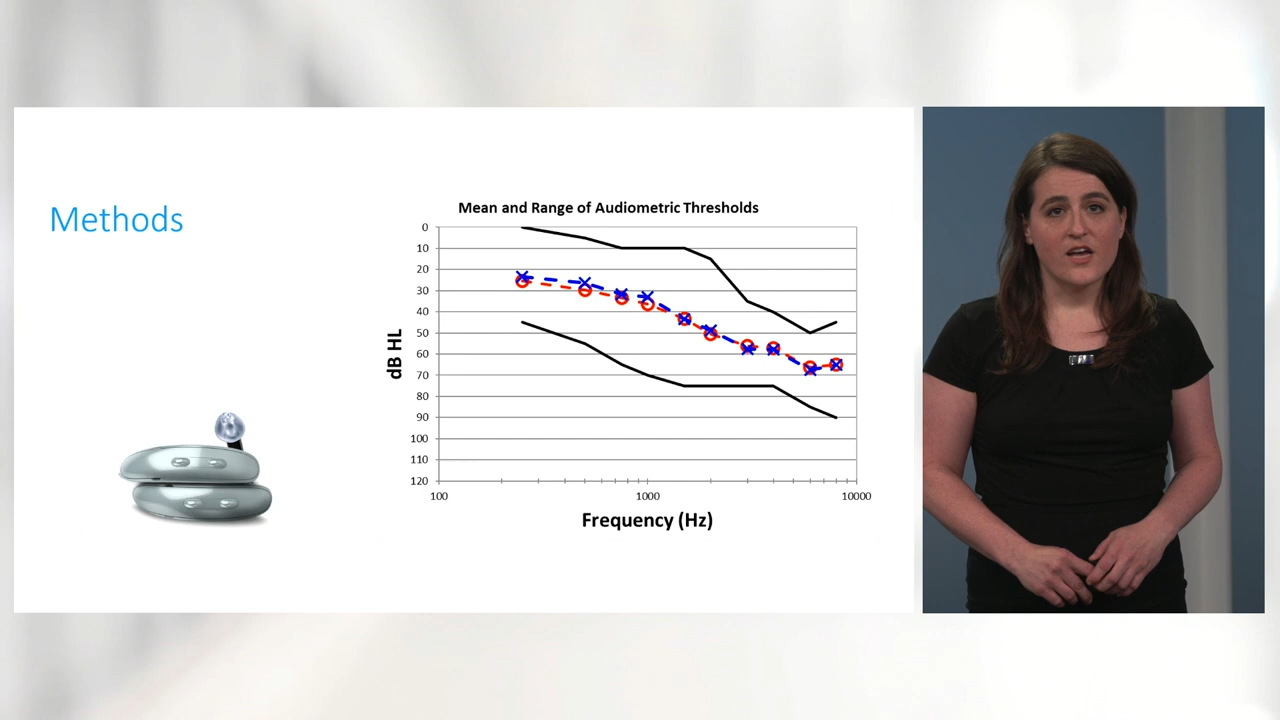 Methods
Mean and Range of Audiometric Thresholds
0
10
20
30
40
50
60
70
80
90
100
110
120
dB HL
100 1000 10000
Frequency (Hz)